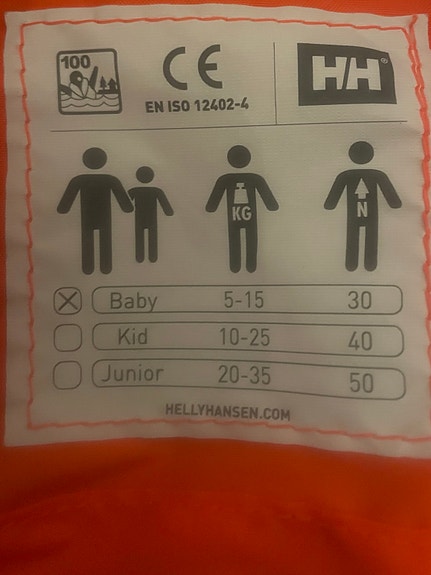 100
CE
EN ISO 12402-4
H/H®
KG
N
Baby 5-15 30
Kid 10-25 40
Junior 20-35 50
HELLYHANSEN.COM